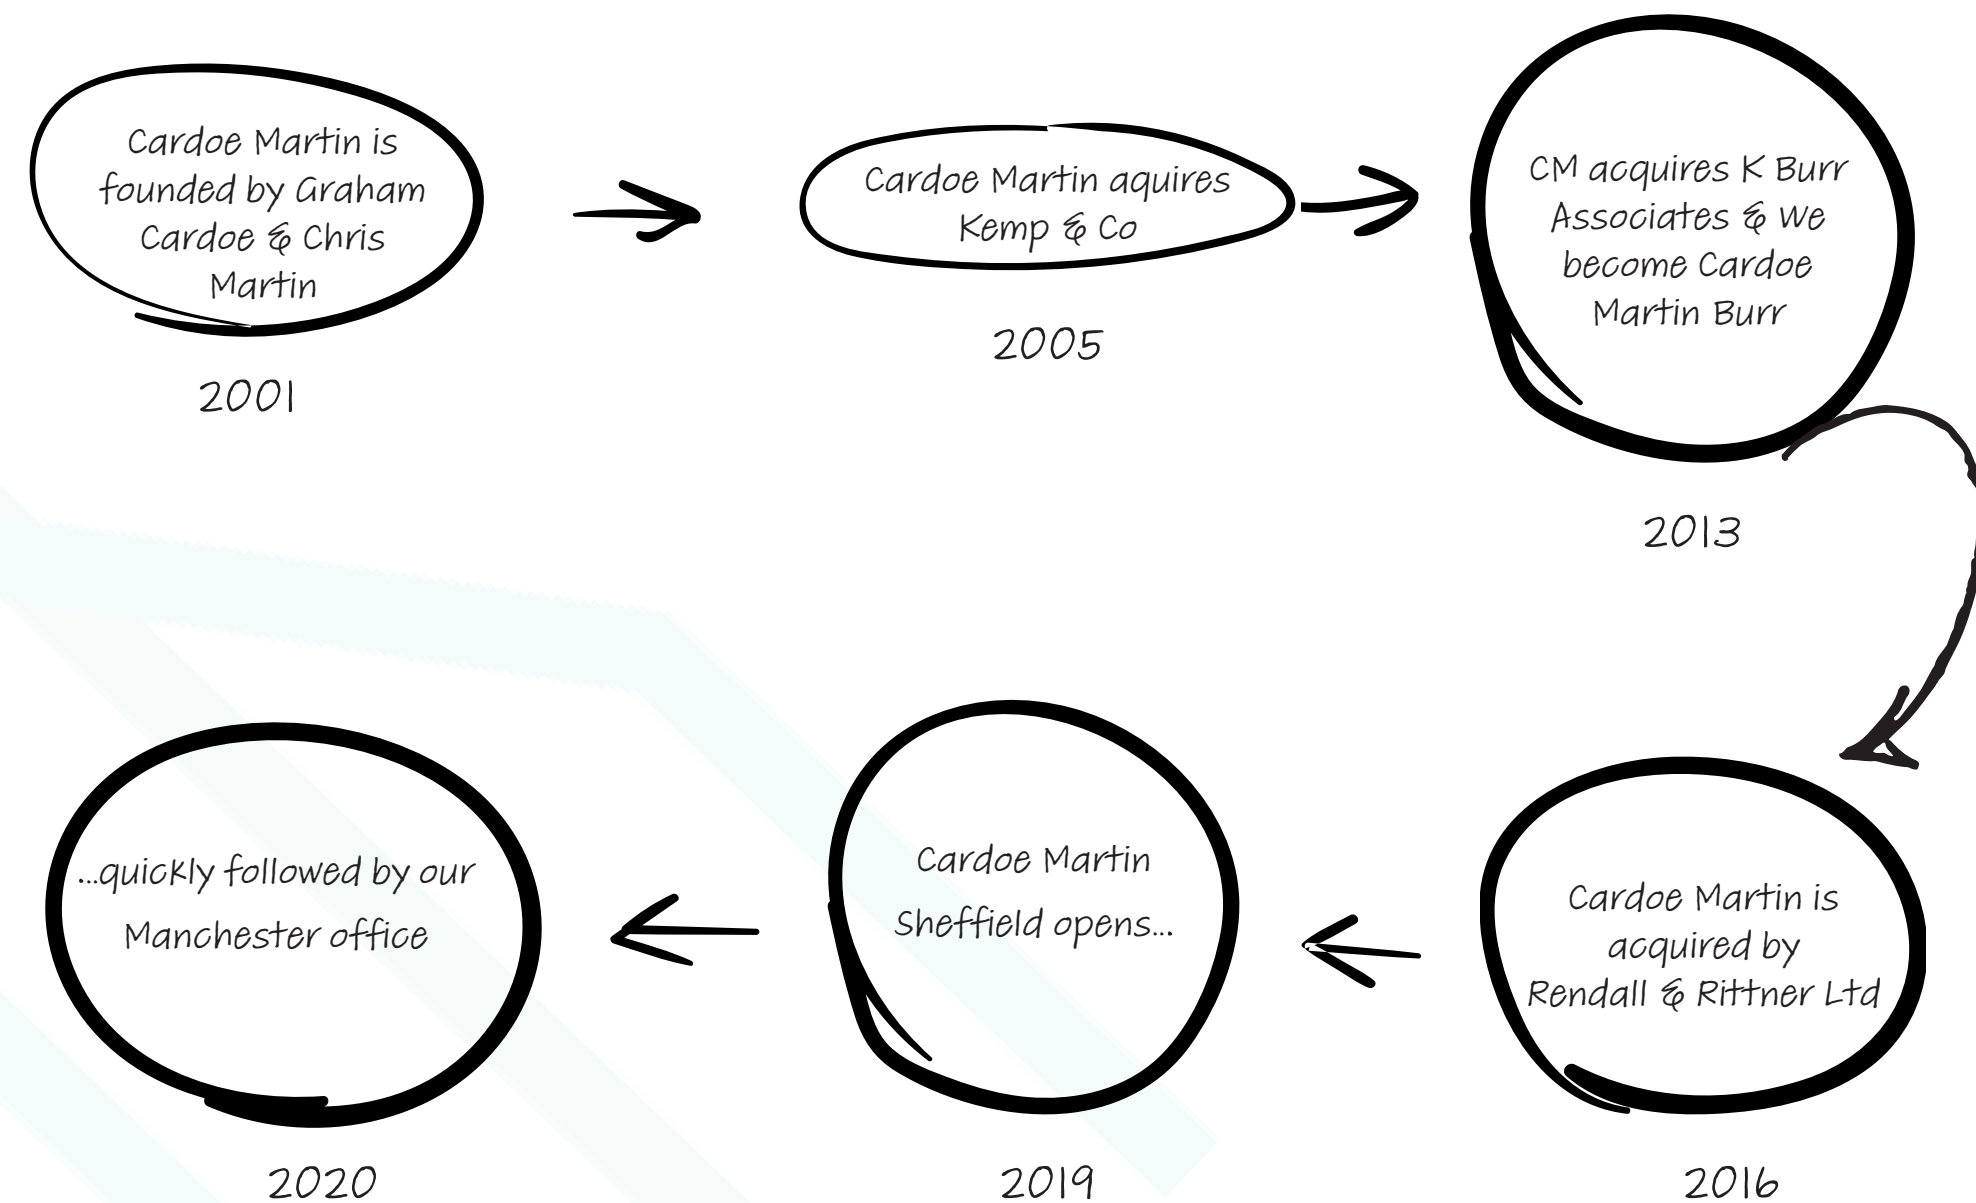 Cardoe Martin is
founded by Graham
Cardoe & Chris
Martin
2001
Cardoe Martin aquires
Kemp & Co
2005
CM acquires K Burr
Associates & we
become Cardoe
Martin Burr
2013
Cardoe Martin is
acquired by
Rendall & Rittner Ltd
2016
Cardoe Martin
Sheffield opens...
2019
...quickly followed by our
Manchester office
2020